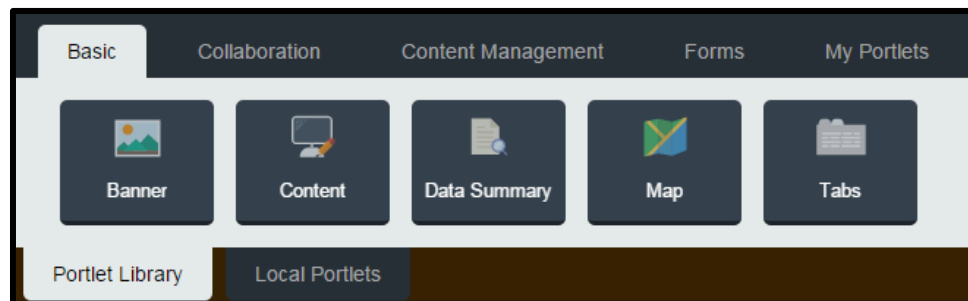 Basic Collaboration Content Management Forms My Portlets
Banner Content Data Summary Map Tabs
Portlet Library Local Portlets